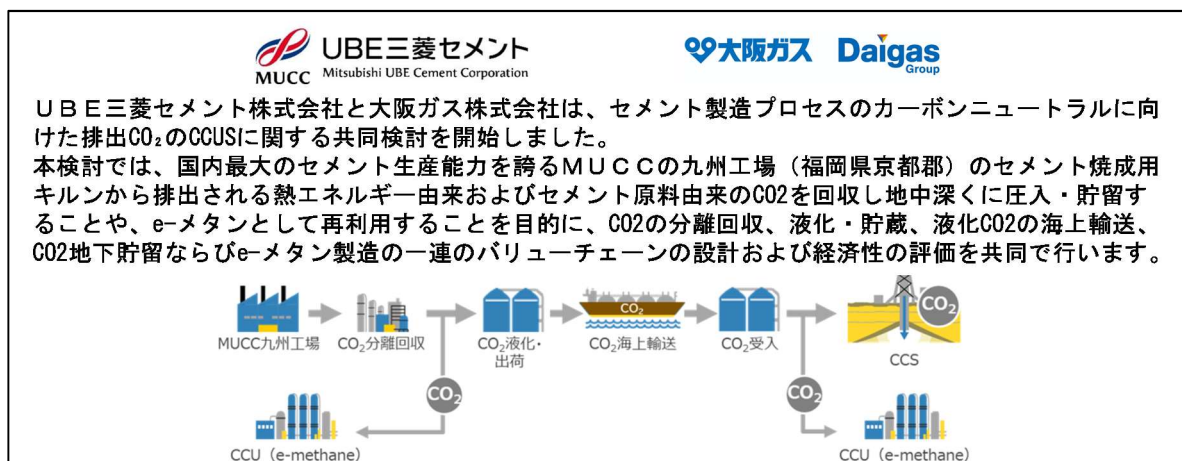 MUCC
UBE三菱セメント
Mitsubishi UBE Cement Corporation
大阪ガス
Daigas
Group
UBE三菱セメント株式会社と大阪ガス株式会社は、セメント製造プロセスのカーボンニュートラルに向
けた排出CO₂のCCUSに関する共同検討を開始しました。
本検討では、国内最大のセメント生産能力を誇るMUCCの九州工場（福岡県京都郡）のセメント焼成用
キルンから排出される熱エネルギー由来およびセメント原料由来のCO2を回収し地中深くに圧入・貯留す
ることや、e-メタンとして再利用することを目的に、CO2の分離回収、液化・貯蔵、液化CO2の海上輸送、
CO2地下貯留ならびe-メタン製造の一連のバリューチェーンの設計および経済性の評価を共同で行います。
CO₂
CO₂
MUCC九州工場
CO₂分離回収
CO₂液化・
出荷
CO₂海上輸送
CO₂受入
CCS
CO₂
CO₂
CCU（e-methane）
CCU（e-methane）